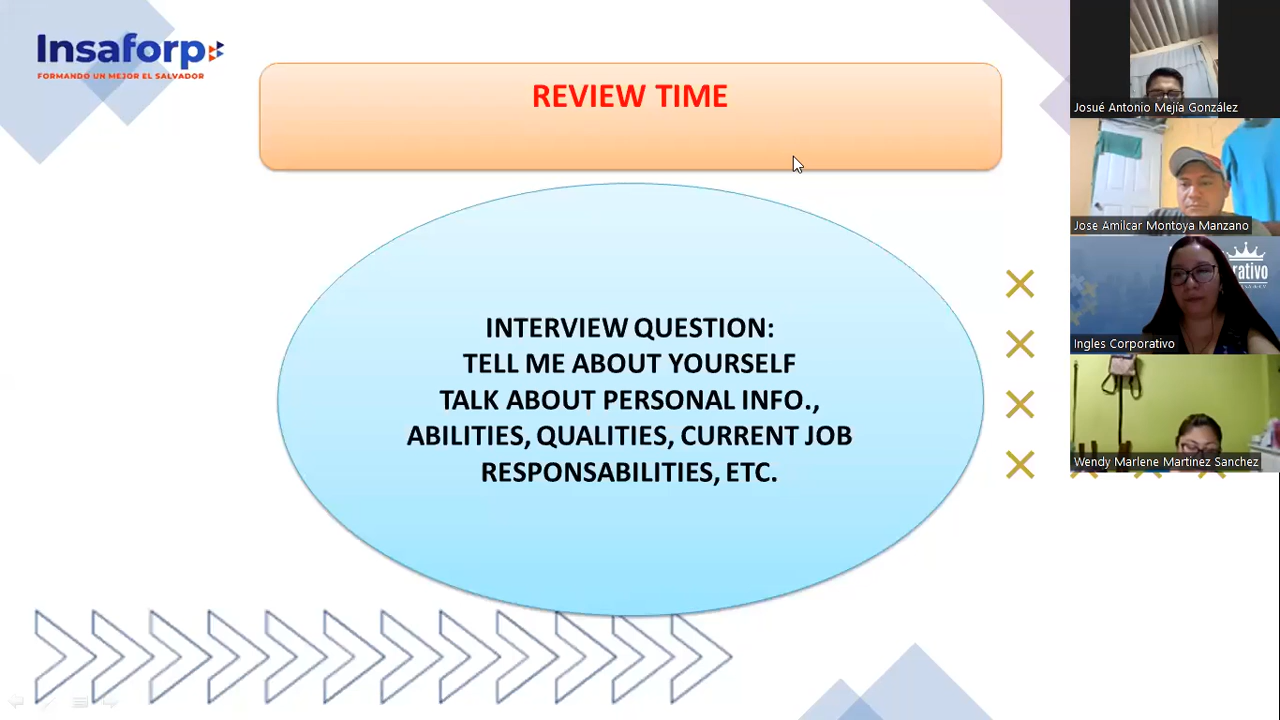 Insaforp
FORMANDO UN MEJOR EL SALVADOR
REVIEW TIME
INTERVIEW QUESTION:
TELL ME ABOUT YOURSELF
TALK ABOUT PERSONAL INFO.,
ABILITIES, QUALITIES, CURRENT JOB
RESPONSABILITIES, ETC.
Josué Antonio Mejía González
Jose Amilcar Montoya Manzano
Ingles Corporativo
Wendy Marlene Martinez Sanchez